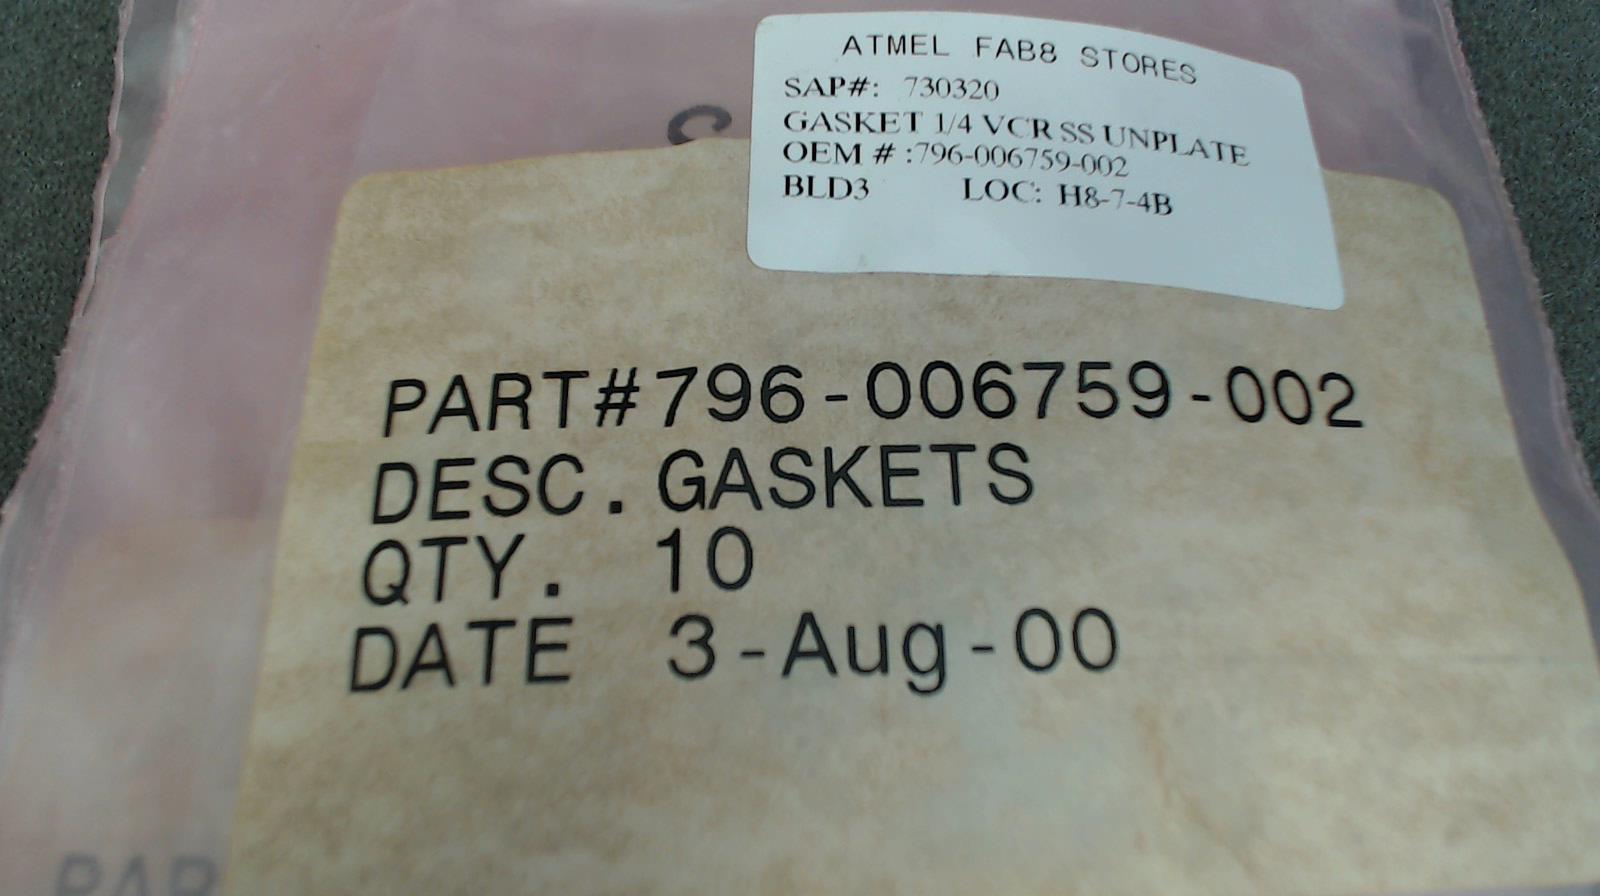 ATMEL FAB8 STORES
SAP#: 730320
GASKET 1/4 VCR SS UNPLATE
OEM # :796-006759-002
BLD3 LOC: H8-7-4B
PART#796-006759-002
DESC. GASKETS
QTY. 10
DATE 3-Aug-00